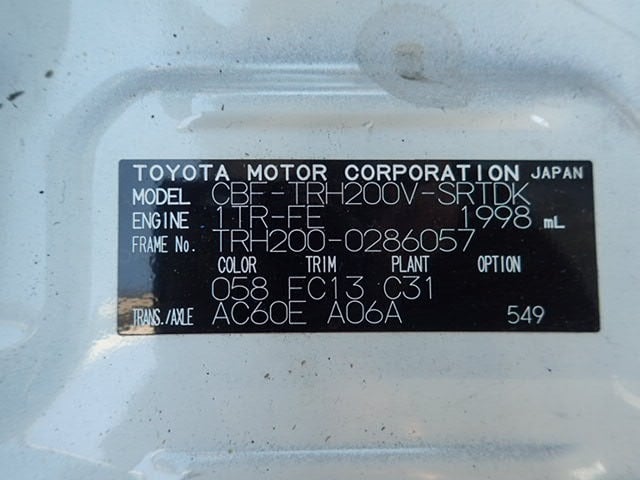 TOYOTA MOTOR CORPORATION JAPAN
MODEL CBF-TRH200V-SRTDK
ENGINE 1TR-FE 1998 mL
FRAME No. TRH200-0286057
COLOR TRIM PLANT OPTION
058 FC13 C31
TRANS./AXLE AC60E A06A 549